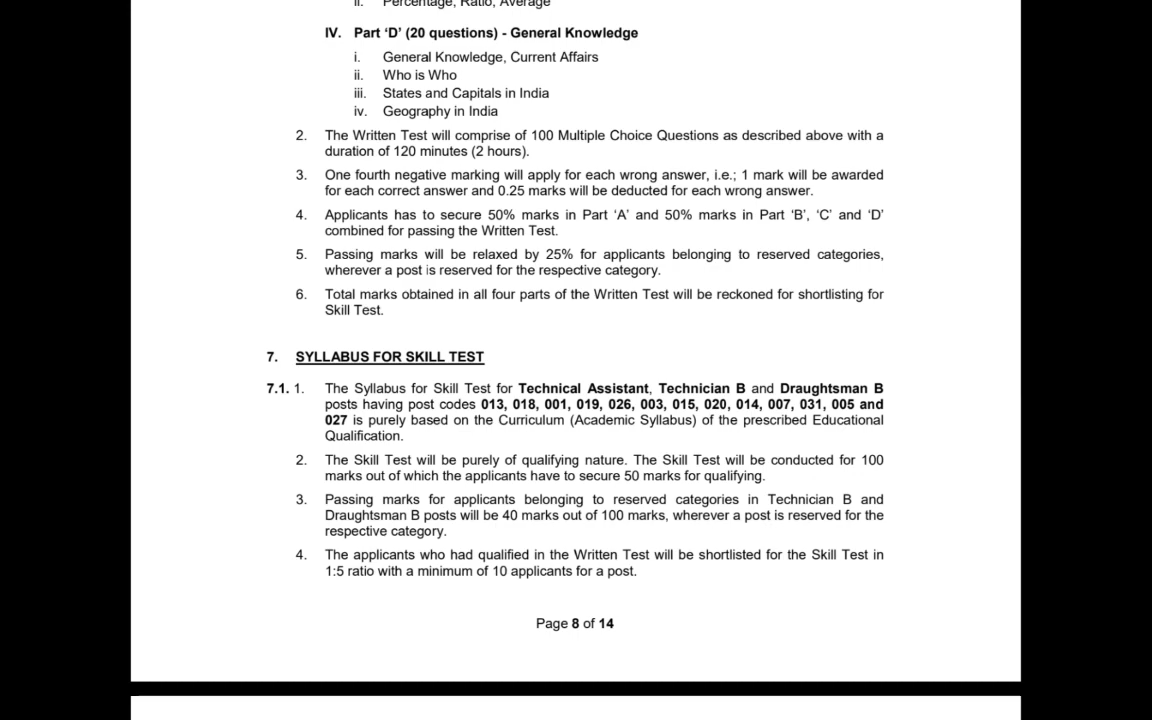 ii. Percentage, Ratio, Average
IV. Part ‘D’ (20 questions) - General Knowledge
i. General Knowledge, Current Affairs
ii. Who is Who
iii. States and Capitals in India
iv. Geography in India
2. The Written Test will comprise of 100 Multiple Choice Questions as described above with a
duration of 120 minutes (2 hours).
3. One fourth negative marking will apply for each wrong answer, i.e.; 1 mark will be awarded
for each correct answer and 0.25 marks will be deducted for each wrong answer.
4. Applicants has to secure 50% marks in Part ‘A’ and 50% marks in Part ‘B’, ‘C’ and ‘D’
combined for passing the Written Test.
5. Passing marks will be relaxed by 25% for applicants belonging to reserved categories,
wherever a post is reserved for the respective category.
6. Total marks obtained in all four parts of the Written Test will be reckoned for shortlisting for
Skill Test.
7. SYLLABUS FOR SKILL TEST
7.1. 1. The Syllabus for Skill Test for Technical Assistant, Technician B and Draughtsman B
posts having post codes 013, 018, 001, 019, 026, 003, 015, 020, 014, 007, 031, 005 and
027 is purely based on the Curriculum (Academic Syllabus) of the prescribed Educational
Qualification.
2. The Skill Test will be purely of qualifying nature. The Skill Test will be conducted for 100
marks out of which the applicants have to secure 50 marks for qualifying.
3. Passing marks for applicants belonging to reserved categories in Technician B and
Draughtsman B posts will be 40 marks out of 100 marks, wherever a post is reserved for the
respective category.
4. The applicants who had qualified in the Written Test will be shortlisted for the Skill Test in
1:5 ratio with a minimum of 10 applicants for a post.
Page 8 of 14